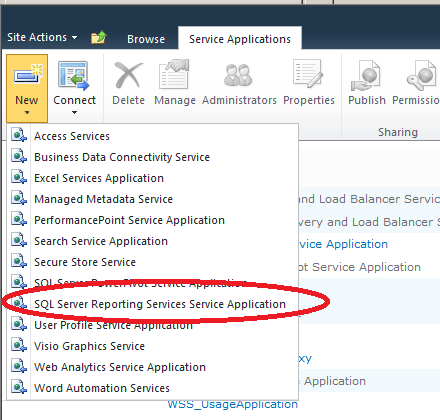 Site Actions
Browse
Service Applications
New
Connect
Delete
Manage
Administrators
Properties
Publish
Sharing
Access Services
Business Data Connectivity Service
Excel Services Application
Managed Metadata Service
and Load Balancer Servic
PerformancePoint Service Application
very and Load Balancer S
Search Service Application
rvice Application
Secure Store Service
ot Service Application
SQL Server PowerPivot Service Application
SQL Server Reporting Services Service Application
User Profile Service Application
Visio Graphics Service
xy
Web Analytics Service Application
e Application
Word Automation Services
WSS_UsageApplication